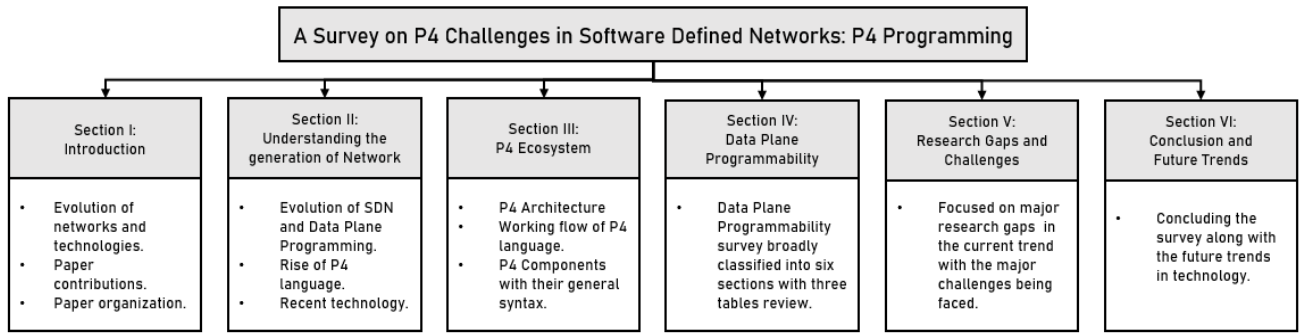 A Survey on P4 Challenges in Software Defined Networks: P4 Programming
Section I:
Introduction
• Evolution of
networks and
technologies.
• Paper
contributions.
• Paper organization.
Section II:
Understanding the
generation of Network
• Evolution of SDN
and Data Plane
Programming.
• Rise of P4
language.
• Recent technology.
Section III:
P4 Ecosystem
• P4 Architecture
• Working flow of P4
language.
• P4 Components
with their general
syntax.
Section IV:
Data Plane
Programmability
• Data Plane
Programmability
survey broadly
classified into six
sections with three
tables review.
Section V:
Research Gaps and
Challenges
• Focused on major
research gaps in
the current trend
with the major
challenges being
faced.
Section VI:
Conclusion and
Future Trends
• Concluding the
survey along with
the future trends
in technology.